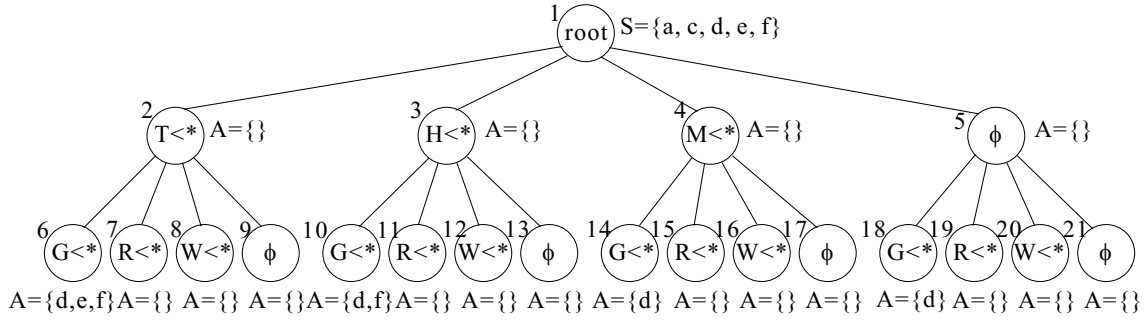 1 root S={a, c, d, e, f}
2 T<* A={} 3 H<* A={} 4 M<* A={} 5 ϕ A={}
6 G<* 7 R<* 8 W<* 9 ϕ 10 G<* 11 R<* 12 W<* 13 ϕ 14 G<* 15 R<* 16 W<* 17 ϕ 18 G<* 19 R<* 20 W<* 21 ϕ
A={d,e,f} A={} A={} A={} A={d,f} A={} A={} A={} A={d} A={} A={} A={} A={d} A={} A={} A={}